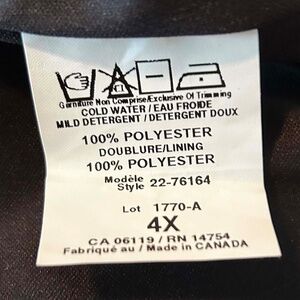 Garniture Non Comprise/Exclusive Of Trimming
COLD WATER / EAU FROIDE
MILD DETERGENT / DETERGENT DOUX
100% POLYESTER
DOUBLURE/LINING
100% POLYESTER
Modèle
Style 22-76164
Lot 1770-A
4X
CA 06119 / RN 14754
Fabriqué au / Made in CANADA